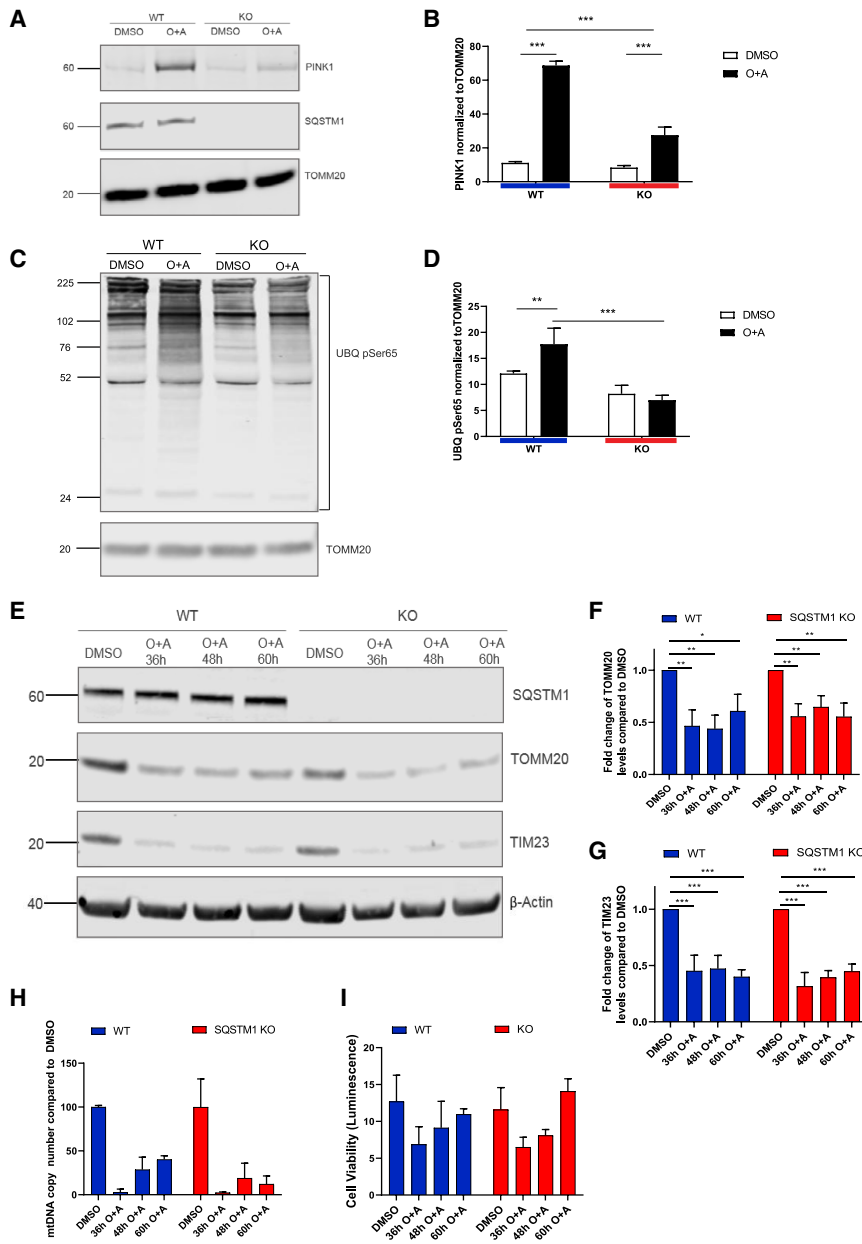 A
WT
KO
DMSO
O+A
DMSO
O+A
60
PINK1
60
SQSTM1
20
TOMM20
B
***
***
***
DMSO
O+A
PINK1 normalized toTOMM20
80
60
40
20
0
WT
KO
C
WT
KO
DMSO
O+A
DMSO
O+A
225
102
76
52
24
UBQ pSer65
20
TOMM20
D
**
***
DMSO
O+A
UBQ pSer65 normalized toTOMM20
25
20
15
10
5
0
WT
KO
E
WT
KO
DMSO
O+A 36h
O+A 48h
O+A 60h
DMSO
O+A 36h
O+A 48h
O+A 60h
60
SQSTM1
20
TOMM20
20
TIM23
40
β-Actin
F
WT
SQSTM1 KO
*
**
**
**
**
**
Fold change of TOMM20
levels compared to DMSO
1.0
0.5
0.0
DMSO
36h O+A
48h O+A
60h O+A
DMSO
36h O+A
48h O+A
60h O+A
G
WT
SQSTM1 KO
***
***
***
***
***
***
Fold change of TIM23
levels compared to DMSO
1.0
0.5
0.0
DMSO
36h O+A
48h O+A
60h O+A
DMSO
36h O+A
48h O+A
60h O+A
H
WT
SQSTM1 KO
mtDNA copy number compared to DMSO
150
100
50
0
DMSO
36h O+A
48h O+A
60h O+A
DMSO
36h O+A
48h O+A
60h O+A
I
WT
KO
Cell Viability (Luminescence)
20
15
10
5
0
DMSO
36h O+A
48h O+A
60h O+A
DMSO
36h O+A
48h O+A
60h O+A